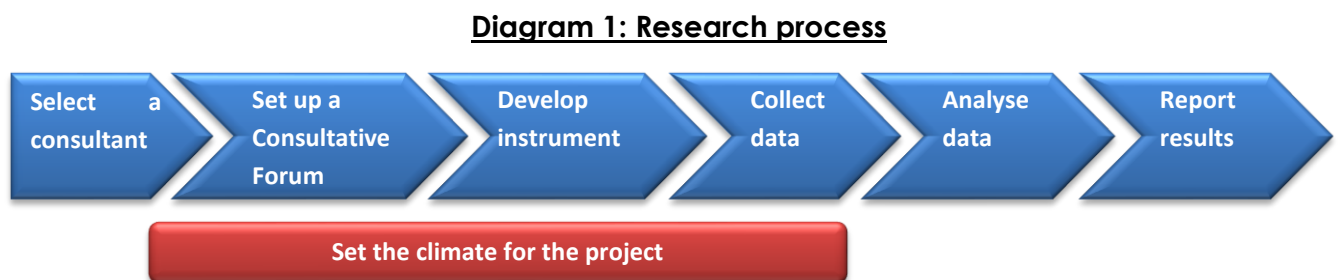 Diagram 1: Research process
Select a
consultant
Set up a
Consultative
Forum
Develop
instrument
Collect
data
Analyse
data
Report
results
Set the climate for the project